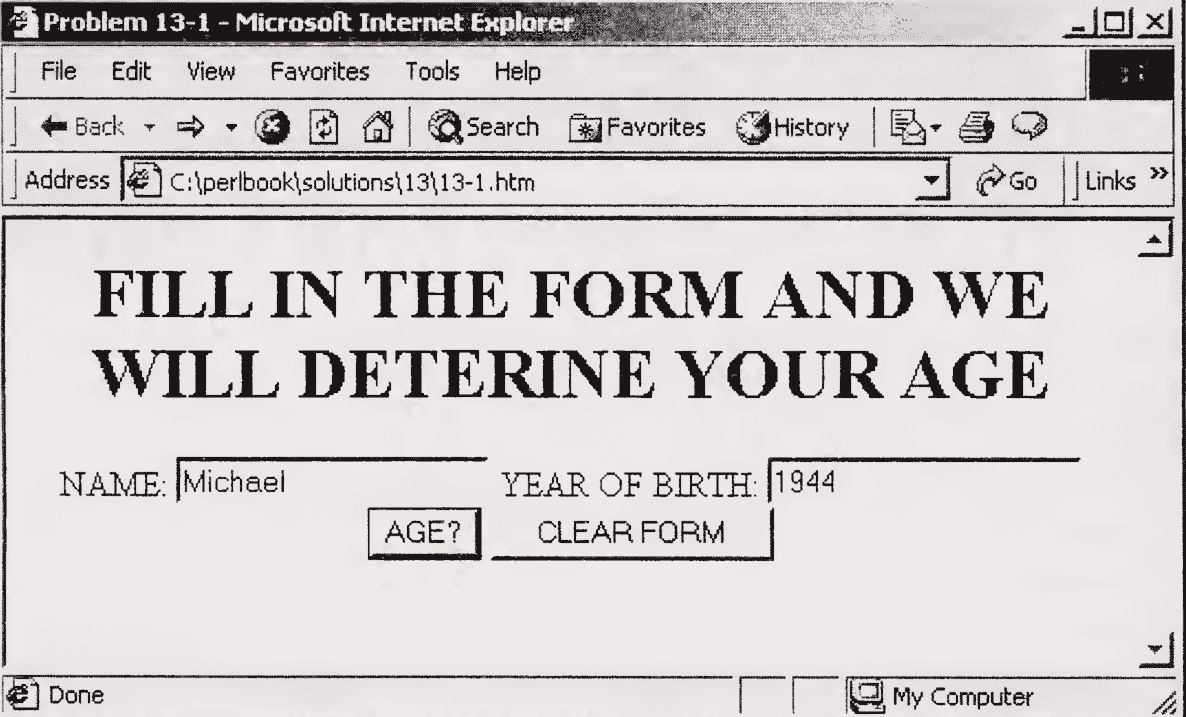 Problem 13-1 - Microsoft Internet Explorer
File Edit View Favorites Tools Help
Back Search Favorites History
Address C:\perlbook\solutions\13\13-1.htm Go Links »
FILL IN THE FORM AND WE
WILL DETERINE YOUR AGE
NAME: Michael YEAR OF BIRTH: 1944
AGE? CLEAR FORM
Done My Computer